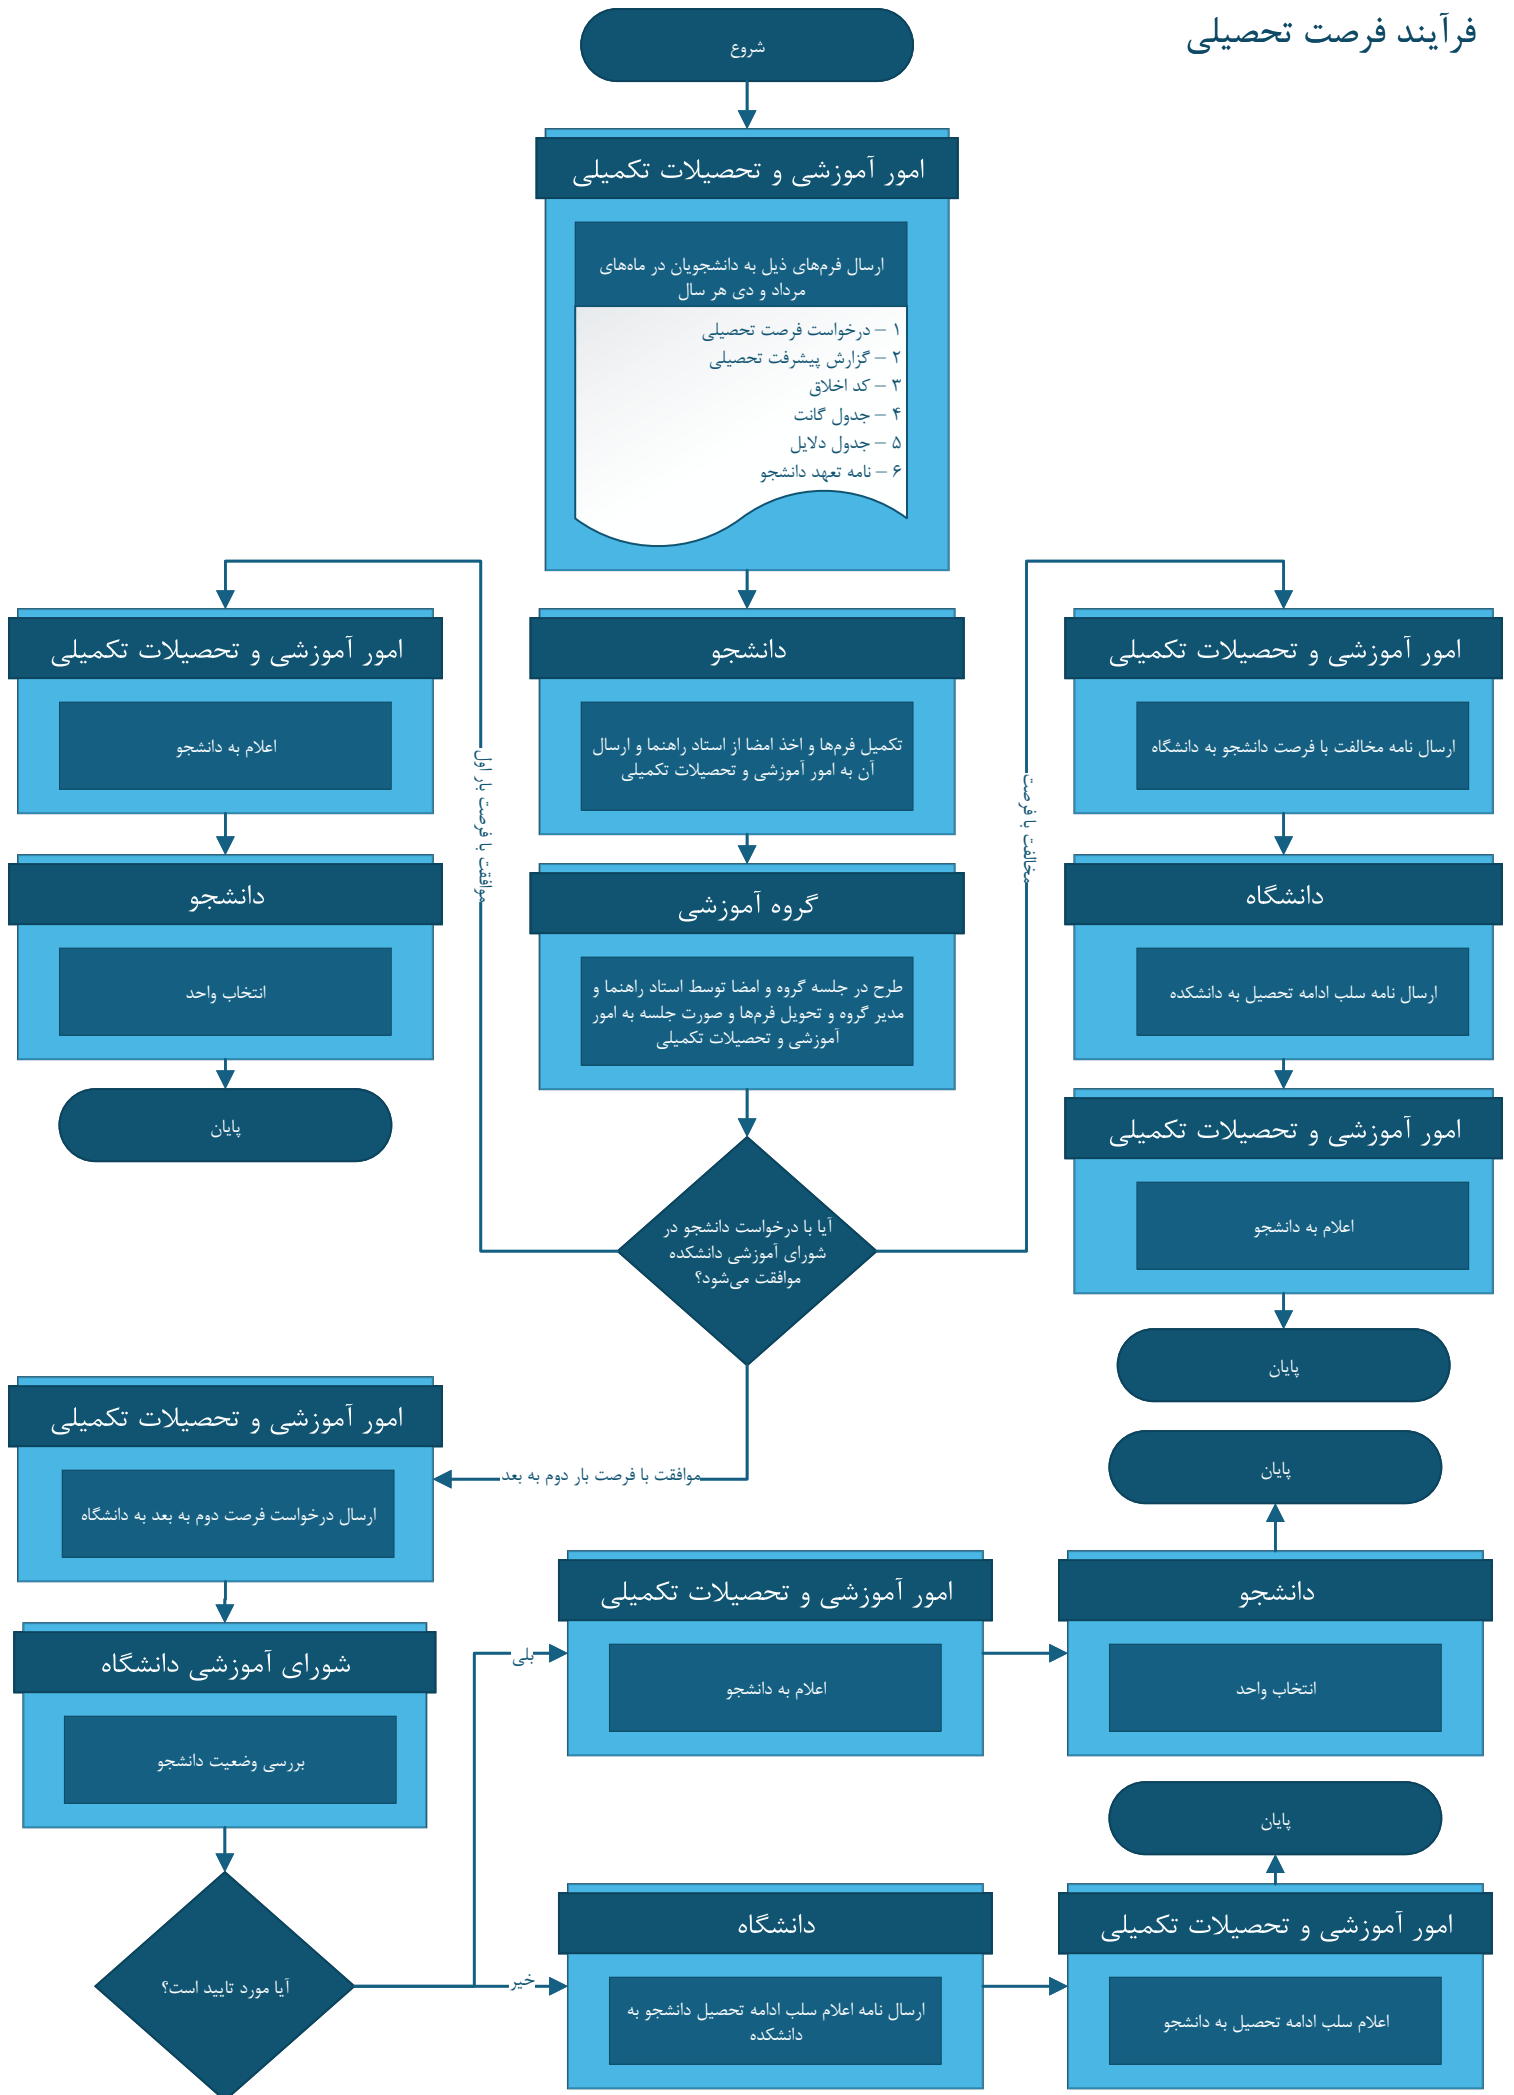 فرآیند فرصت تحصیلی
شروع
امور آموزشی و تحصیلات تکمیلی
ارسال فرم‌های ذیل به دانشجویان در ماه‌های
مرداد و دی هر سال
۱ – درخواست فرصت تحصیلی
۲ – گزارش پیشرفت تحصیلی
۳ – کد اخلاق
۴ – جدول گانت
۵ – جدول دلایل
۶ – نامه تعهد دانشجو
دانشجو
تکمیل فرم‌ها و اخذ امضا از استاد راهنما و ارسال
آن به امور آموزشی و تحصیلات تکمیلی
گروه آموزشی
طرح در جلسه گروه و امضا توسط استاد راهنما و
مدیر گروه و تحویل فرم‌ها و صورت جلسه به امور
آموزشی و تحصیلات تکمیلی
آیا با درخواست دانشجو در
شورای آموزشی دانشکده
موافقت می‌شود؟
مخالفت با فرصت
امور آموزشی و تحصیلات تکمیلی
ارسال نامه مخالفت با فرصت دانشجو به دانشگاه
دانشگاه
ارسال نامه سلب ادامه تحصیل به دانشکده
امور آموزشی و تحصیلات تکمیلی
اعلام به دانشجو
پایان
موافقت با فرصت بار اول
امور آموزشی و تحصیلات تکمیلی
اعلام به دانشجو
دانشجو
انتخاب واحد
پایان
موافقت با فرصت بار دوم به بعد
امور آموزشی و تحصیلات تکمیلی
ارسال درخواست فرصت دوم به بعد به دانشگاه
شورای آموزشی دانشگاه
بررسی وضعیت دانشجو
آیا مورد تایید است؟
بلی
امور آموزشی و تحصیلات تکمیلی
اعلام به دانشجو
دانشجو
انتخاب واحد
پایان
خیر
دانشگاه
ارسال نامه اعلام سلب ادامه تحصیل دانشجو به
دانشکده
امور آموزشی و تحصیلات تکمیلی
اعلام سلب ادامه تحصیل به دانشجو
پایان